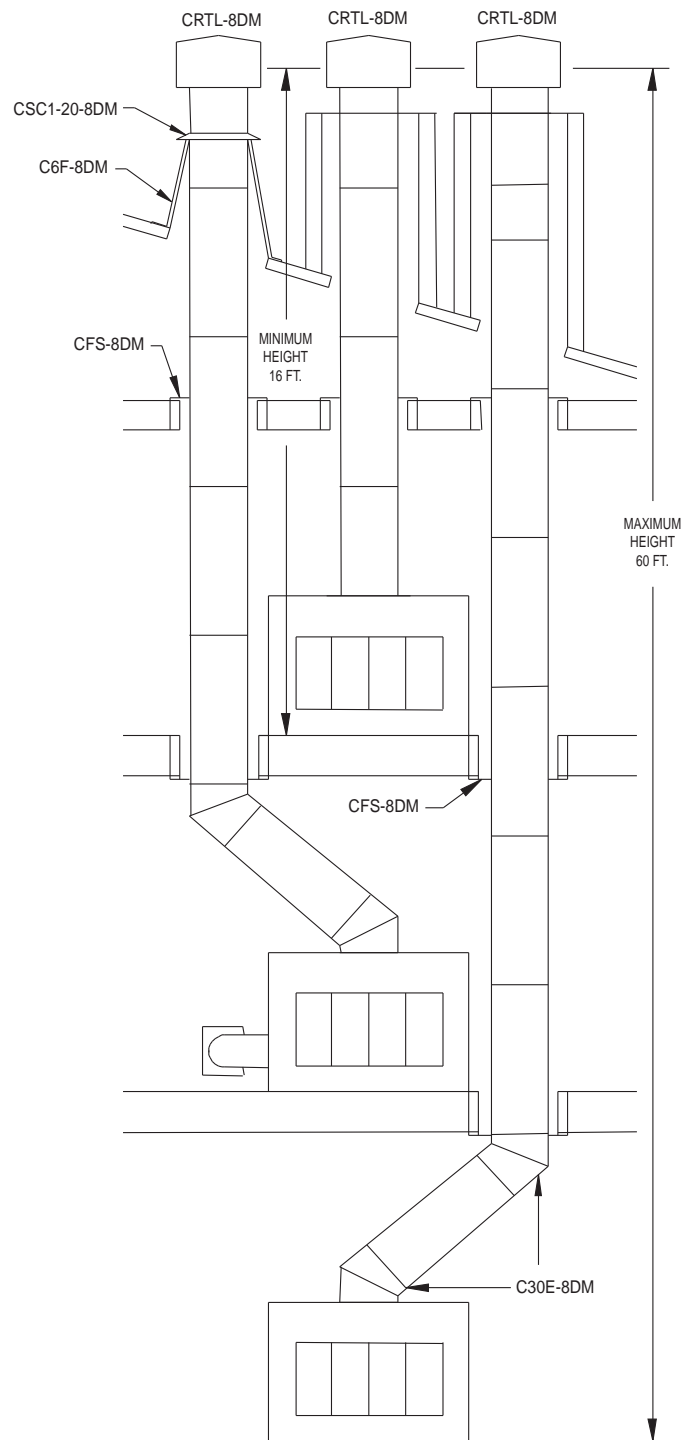 CRTL-8DM
CRTL-8DM
CRTL-8DM
CSC1-20-8DM
C6F-8DM
CFS-8DM
MINIMUM
HEIGHT
16 FT.
MAXIMUM
HEIGHT
60 FT.
CFS-8DM
C30E-8DM